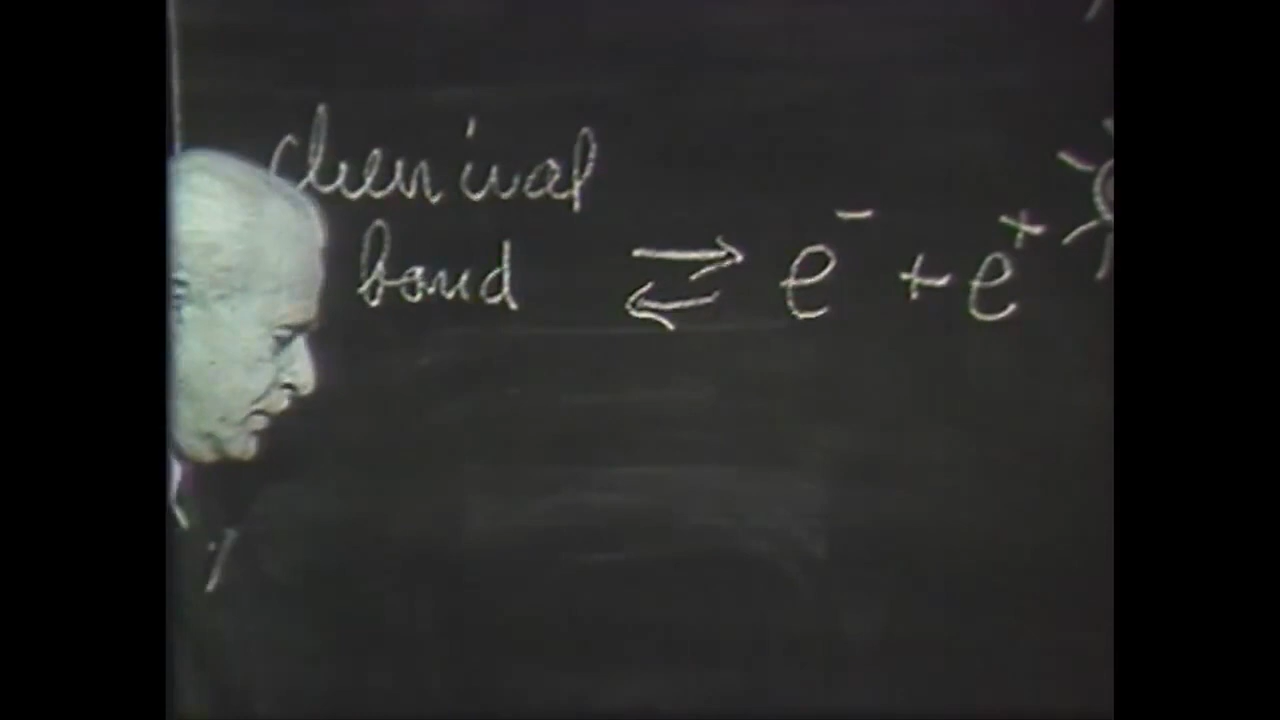 chemical
bond ⇄ e⁻ + e⁺